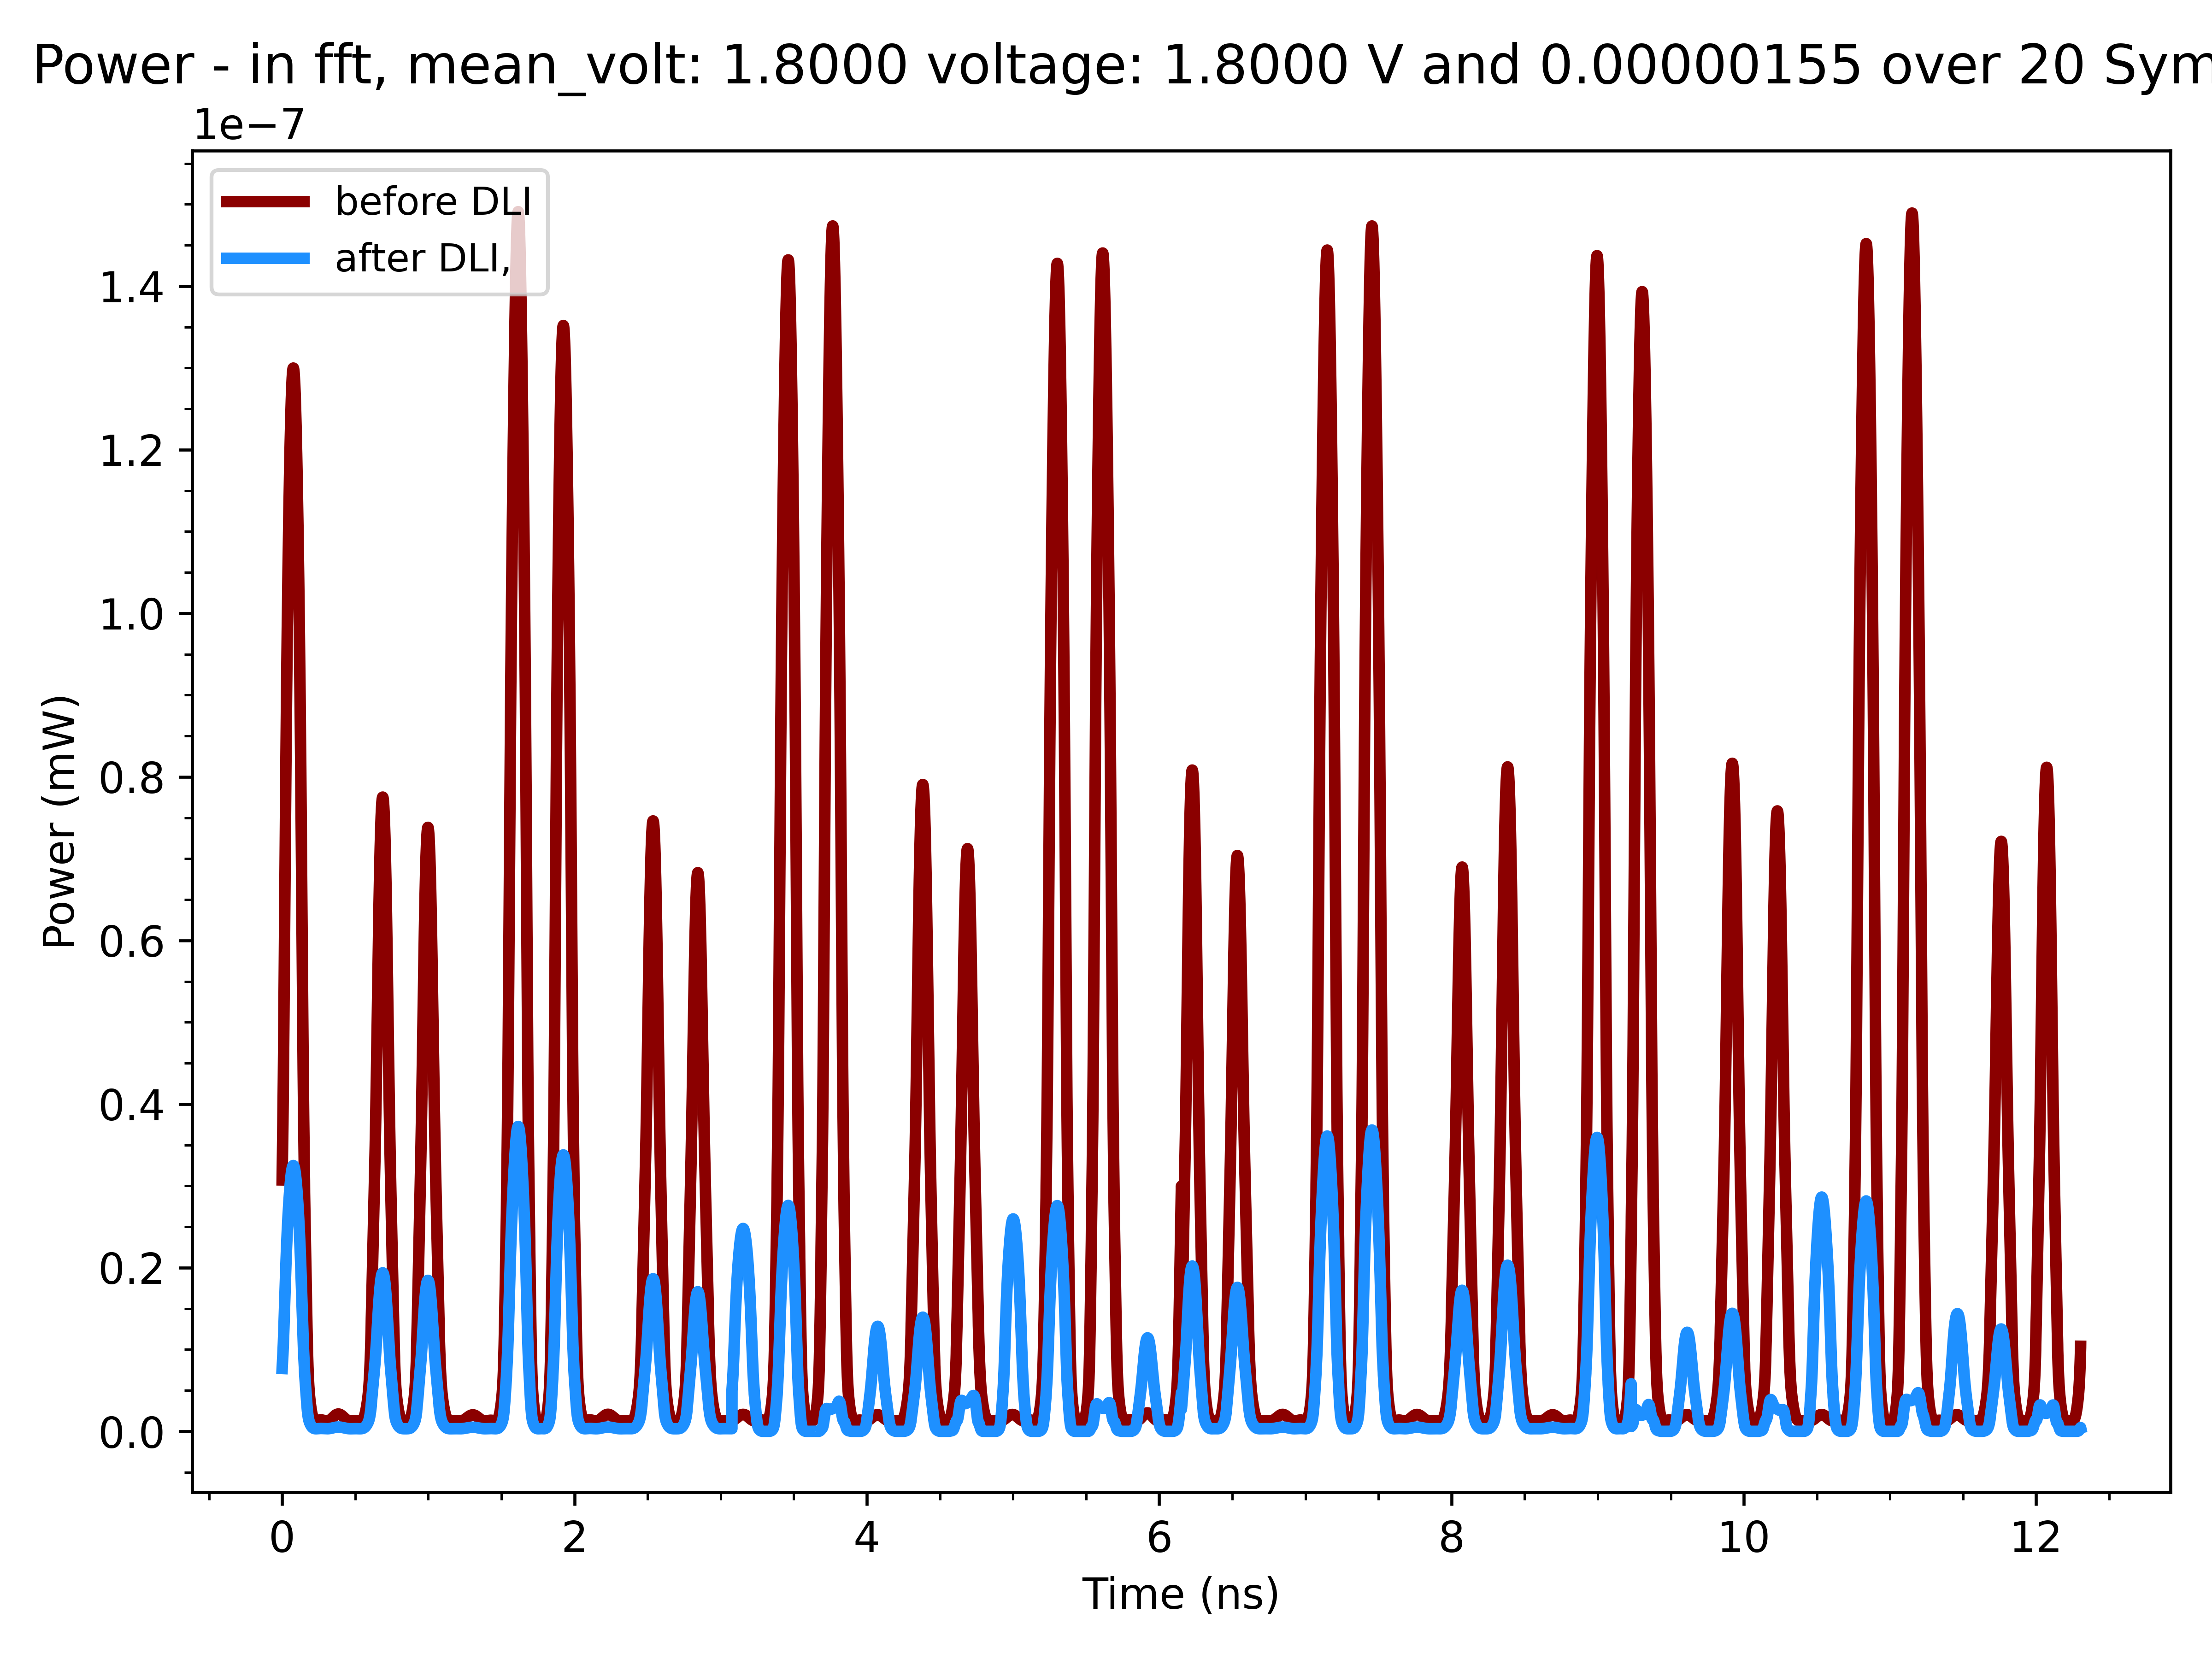 Power - in fft, mean_volt: 1.8000 voltage: 1.8000 V and 0.00000155 over 20 Sym
1e−7
before DLI
after DLI,
1.4
1.2
1.0
0.8
0.6
0.4
0.2
0.0
Power (mW)
0 2 4 6 8 10 12
Time (ns)